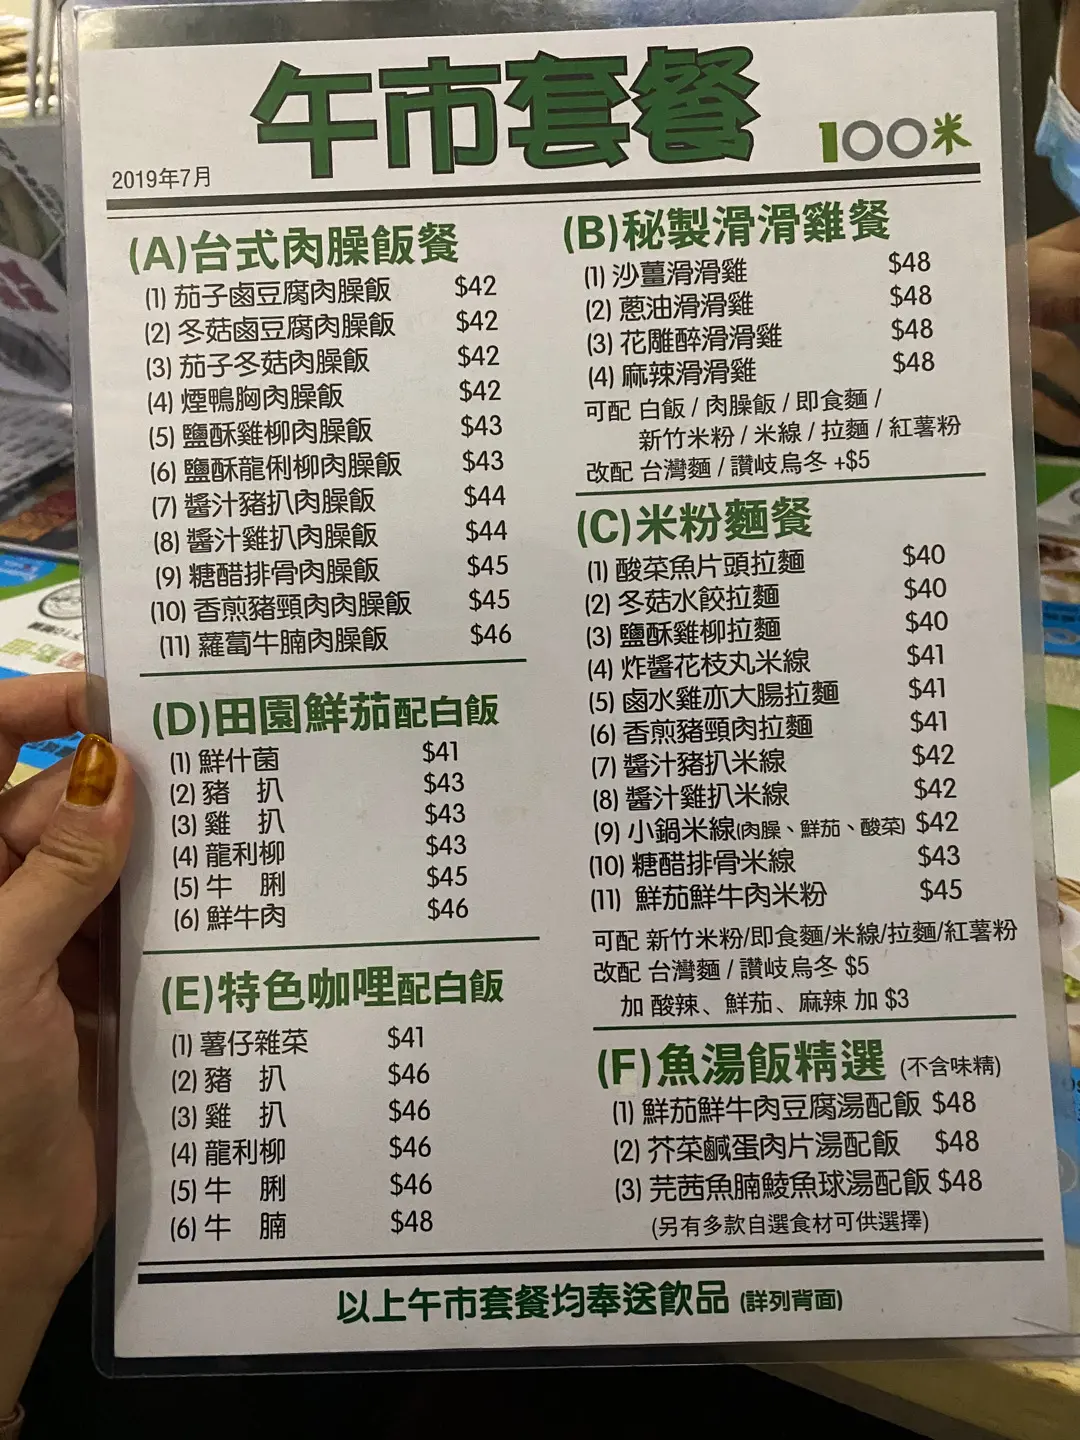 午市套餐
2019年7月
100米
(A)台式肉臊飯餐
(1) 茄子鹵豆腐肉臊飯 $42
(2) 冬菇鹵豆腐肉臊飯 $42
(3) 茄子冬菇肉臊飯 $42
(4) 煙鴨胸肉臊飯 $42
(5) 鹽酥雞柳肉臊飯 $43
(6) 鹽酥龍俐柳肉臊飯 $43
(7) 醬汁豬扒肉臊飯 $44
(8) 醬汁雞扒肉臊飯 $44
(9) 糖醋排骨肉臊飯 $45
(10) 香煎豬頸肉肉臊飯 $45
(11) 蘿蔔牛腩肉臊飯 $46
(D)田園鮮茄配白飯
(1) 鮮什菌 $41
(2) 豬 扒 $43
(3) 雞 扒 $43
(4) 龍利柳 $43
(5) 牛 脷 $45
(6) 鮮牛肉 $46
(E)特色咖哩配白飯
(1) 薯仔雜菜 $41
(2) 豬 扒 $46
(3) 雞 扒 $46
(4) 龍利柳 $46
(5) 牛 脷 $46
(6) 牛 腩 $48
(B)秘製滑滑雞餐
(1) 沙薑滑滑雞 $48
(2) 蔥油滑滑雞 $48
(3) 花雕醉滑滑雞 $48
(4) 麻辣滑滑雞 $48
可配 白飯 / 肉臊飯 / 即食麵 /
新竹米粉 / 米線 / 拉麵 / 紅薯粉
改配 台灣麵 / 讚岐烏冬 +$5
(C)米粉麵餐
(1) 酸菜魚片頭拉麵 $40
(2) 冬菇水餃拉麵 $40
(3) 鹽酥雞柳拉麵 $40
(4) 炸醬花枝丸米線 $41
(5) 鹵水雞亦大腸拉麵 $41
(6) 香煎豬頸肉拉麵 $41
(7) 醬汁豬扒米線 $42
(8) 醬汁雞扒米線 $42
(9) 小鍋米線(肉臊、鮮茄、酸菜) $42
(10) 糖醋排骨米線 $43
(11) 鮮茄鮮牛肉米粉 $45
可配 新竹米粉/即食麵/米線/拉麵/紅薯粉
改配 台灣麵 / 讚岐烏冬 $5
加 酸辣、鮮茄、麻辣 加 $3
(F)魚湯飯精選 (不含味精)
(1) 鮮茄鮮牛肉豆腐湯配飯 $48
(2) 芥菜鹹蛋肉片湯配飯 $48
(3) 芫茜魚腩鯪魚球湯配飯 $48
(另有多款自選食材可供選擇)
以上午市套餐均奉送飲品 (詳列背面)